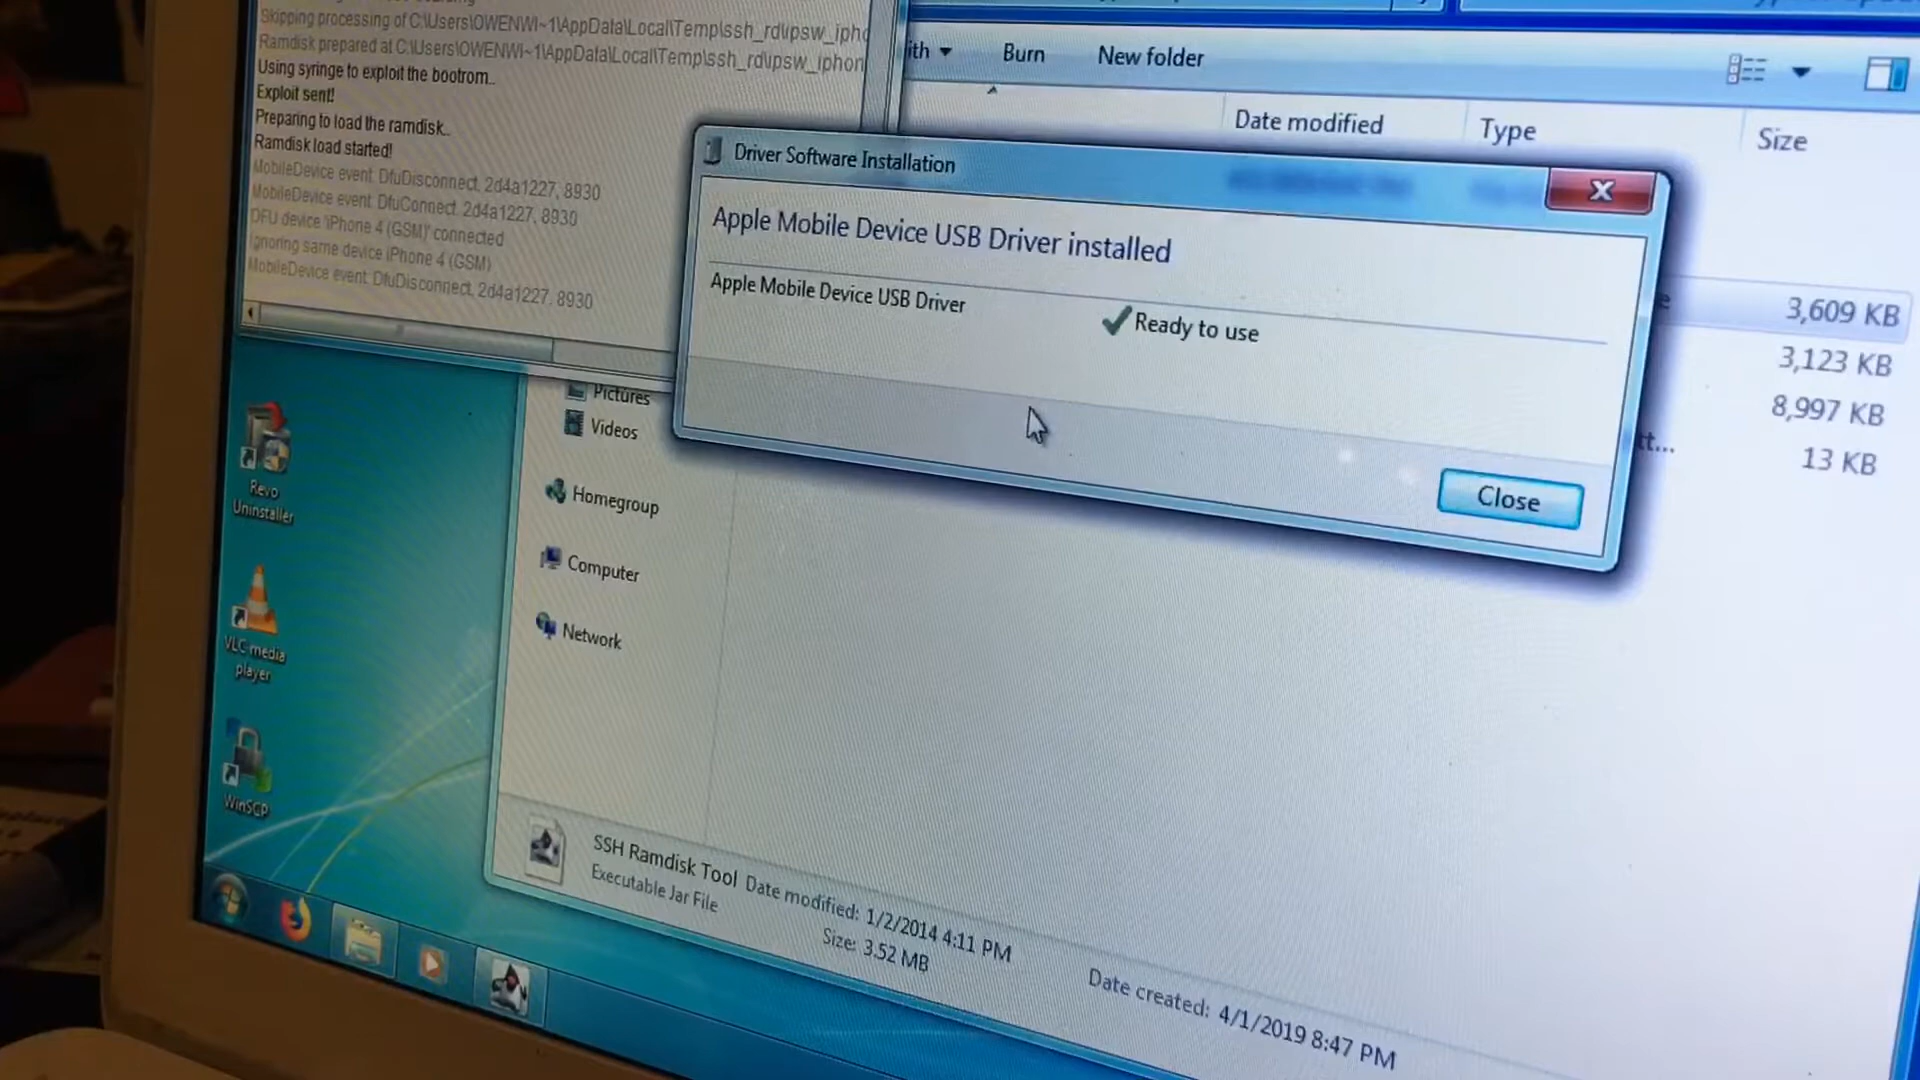 Skipping processing of C:\Users\OWENWI~1\AppData\Local\Temp\ssh_rd\ipsw_ipho
Ramdisk prepared at C:\Users\OWENWI~1\AppData\Local\Temp\ssh_rd\ipsw_iphon
Using syringe to exploit the bootrom..
Exploit sent!
Preparing to load the ramdisk..
Ramdisk load started!
MobileDevice event: DfuDisconnect, 2d4a1227, 8930
MobileDevice event: DfuConnect, 2d4a1227, 8930
DFU device 'iPhone 4 (GSM)' connected
Ignoring same device iPhone 4 (GSM)
MobileDevice event: DfuDisconnect, 2d4a1227, 8930
ith
Burn
New folder
Date modified
Type
Size
Driver Software Installation
Apple Mobile Device USB Driver installed
Apple Mobile Device USB Driver
Ready to use
Close
3,609 KB
3,123 KB
8,997 KB
tt...
13 KB
Pictures
Videos
Homegroup
Computer
Network
Revo
Uninstaller
VLC media
player
WinSCP
SSH Ramdisk Tool
Date modified: 1/2/2014 4:11 PM
Executable Jar File
Size: 3.52 MB
Date created: 4/1/2019 8:47 PM